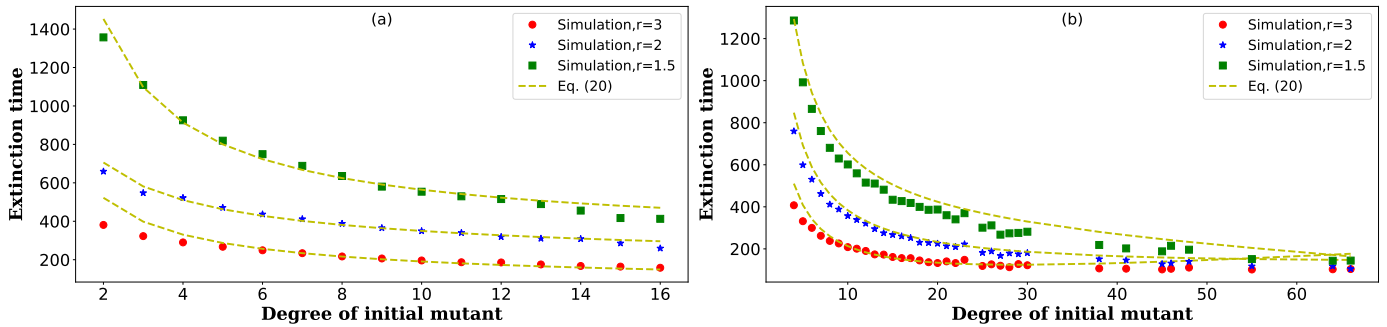 (a)
Simulation,r=3
Simulation,r=2
Simulation,r=1.5
Eq. (20)
Extinction time
1400
1200
1000
800
600
400
200
2 4 6 8 10 12 14 16
Degree of initial mutant
(b)
Simulation,r=3
Simulation,r=2
Simulation,r=1.5
Eq. (20)
Extinction time
1200
1000
800
600
400
200
10 20 30 40 50 60
Degree of initial mutant